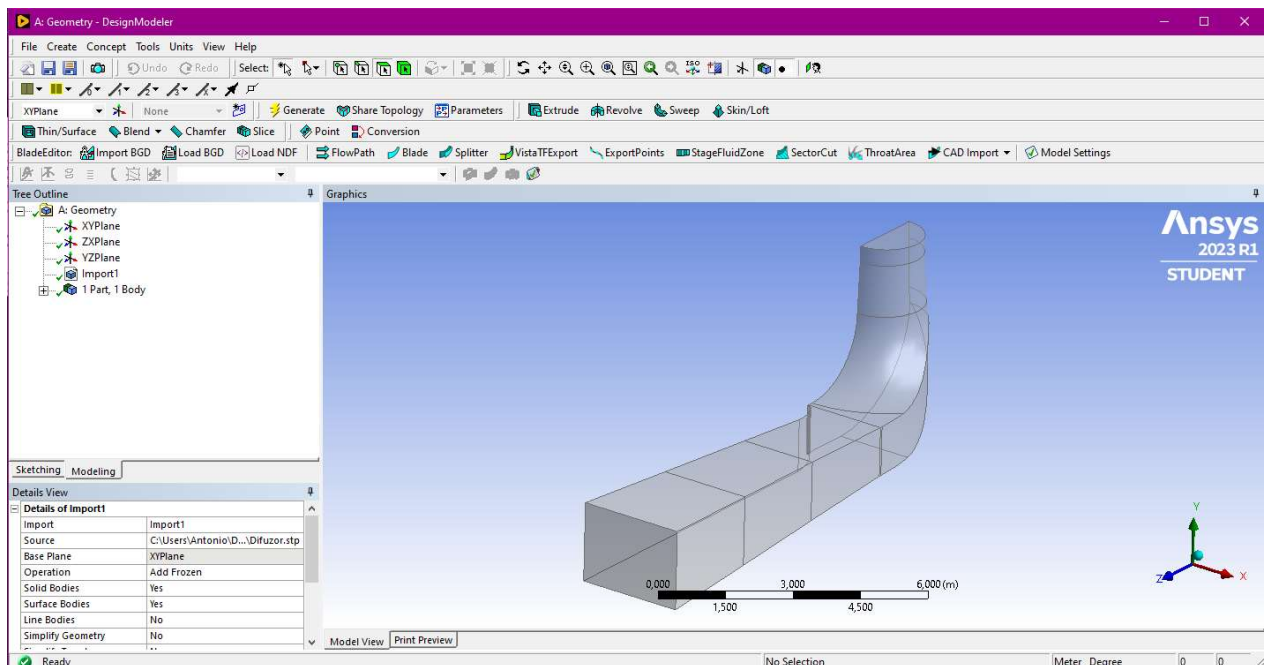 A: Geometry - DesignModeler
File Create Concept Tools Units View Help
Undo Redo Select: ISO
XYPlane None Generate Share Topology Parameters Extrude Revolve Sweep Skin/Loft
Thin/Surface Blend Chamfer Slice Point Conversion
BladeEditor: Import BGD Load BGD Load NDF FlowPath Blade Splitter VistaTFExport ExportPoints StageFluidZone SectorCut ThroatArea CAD Import Model Settings
Tree Outline
A: Geometry
XYPlane
ZXPlane
YZPlane
Import1
1 Part, 1 Body
Sketching Modeling
Details View
Details of Import1
Import Import1
Source C:\Users\Antonio\D...\Difuzor.stp
Base Plane XYPlane
Operation Add Frozen
Solid Bodies Yes
Surface Bodies Yes
Line Bodies No
Simplify Geometry No
Graphics
Ansys
2023 R1
STUDENT
Y
Z X
0,000 3,000 6,000 (m)
1,500 4,500
Model View Print Preview
Ready No Selection Meter Degree 0 0